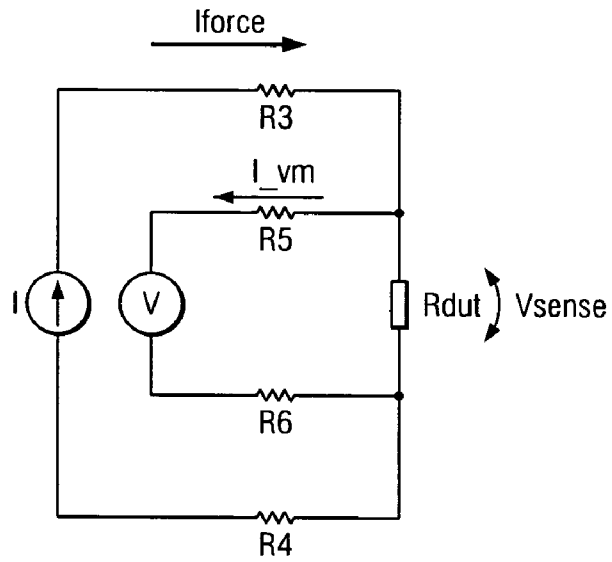 Iforce
R3
I_vm
R5
I
V
Rdut
Vsense
R6
R4